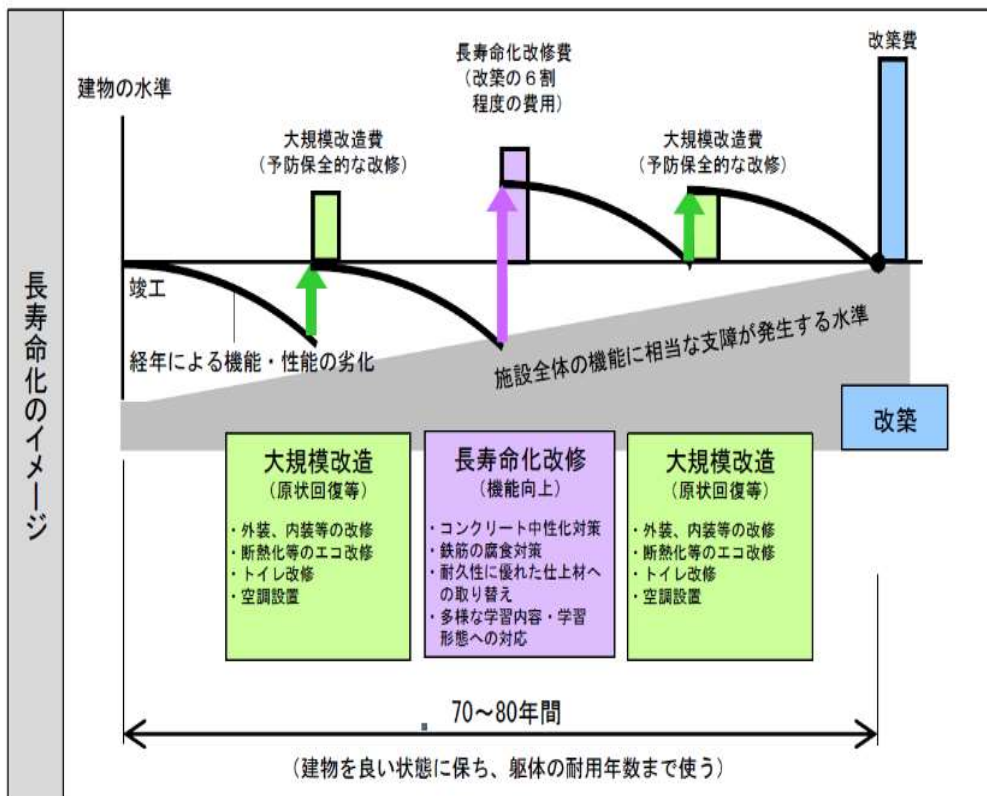 長寿命化のイメージ
建物の水準
大規模改造費
（予防保全的な改修）
長寿命化改修費
（改築の６割
程度の費用）
大規模改造費
（予防保全的な改修）
改築費
竣工
経年による機能・性能の劣化
施設全体の機能に相当な支障が発生する水準
改築
大規模改造
（原状回復等）
・外装、内装等の改修
・断熱化等のエコ改修
・トイレ改修
・空調設置
長寿命化改修
（機能向上）
・コンクリート中性化対策
・鉄筋の腐食対策
・耐久性に優れた仕上材へ
の取り替え
・多様な学習内容・学習
形態への対応
大規模改造
（原状回復等）
・外装、内装等の改修
・断熱化等のエコ改修
・トイレ改修
・空調設置
70～80年間
（建物を良い状態に保ち、躯体の耐用年数まで使う）